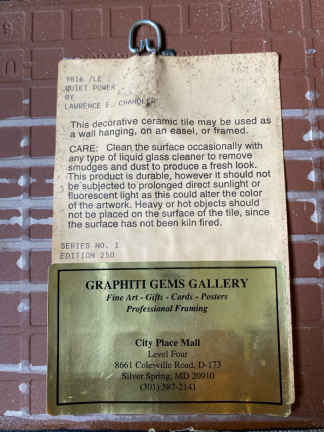 T816 /LE
QUIET POWER
BY
LAURENCE E. CHANDLER
This decorative ceramic tile may be used as
a wall hanging, on an easel, or framed.
CARE: Clean the surface occasionally with
any type of liquid glass cleaner to remove
smudges and dust to produce a fresh look.
This product is durable, however it should not
be subjected to prolonged direct sunlight or
fluorescent light as this could alter the color
of the artwork. Heavy or hot objects should
not be placed on the surface of the tile, since
the surface has not been kiln fired.
SERIES NO. 1
EDITION 250
GRAPHITI GEMS GALLERY
Fine Art - Gifts - Cards - Posters
Professional Framing
City Place Mall
Level Four
8661 Colesville Road, D-173
Silver Spring, MD 20910
(301) 587-2141